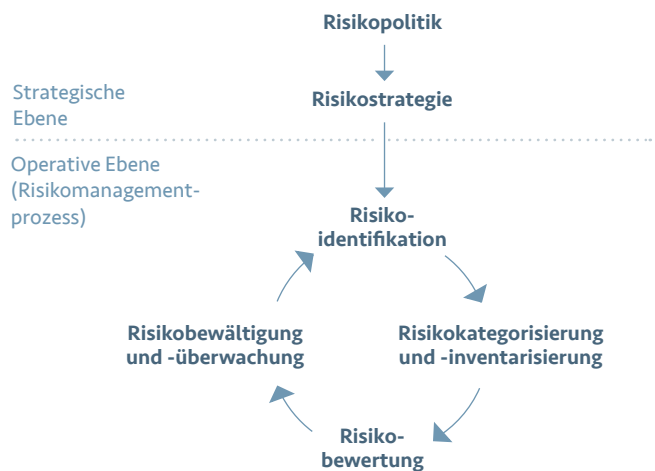 Risikopolitik
Strategische
Ebene
Risikostrategie
Operative Ebene
(Risikomanagement-
prozess)
Risiko-
identifikation
Risikobewältigung
und -überwachung
Risikokategorisierung
und -inventarisierung
Risiko-
bewertung